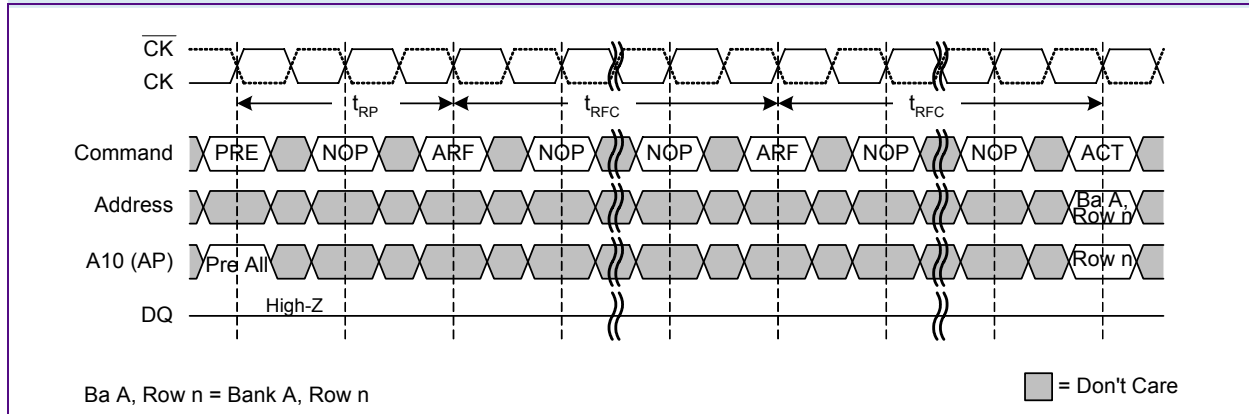 CK
CK
tRP tRFC tRFC
Command PRE NOP ARF NOP NOP ARF NOP NOP ACT
Address Ba A, Row n
A10 (AP) Pre All Row n
DQ High-Z
Ba A, Row n = Bank A, Row n
= Don't Care